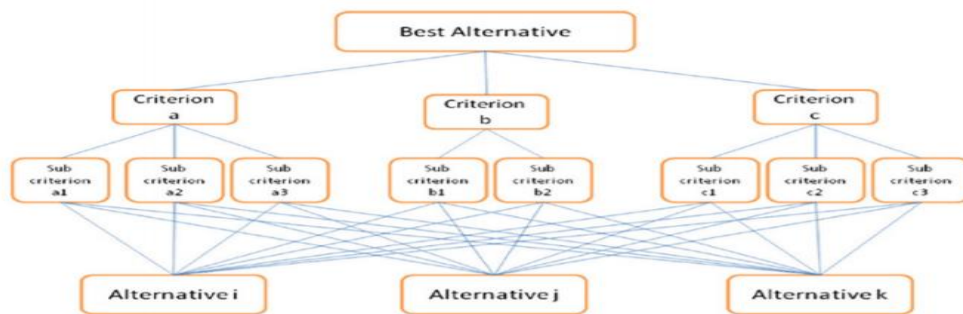 Best Alternative
Criterion
a
Criterion
b
Criterion
c
Sub
criterion
a1
Sub
criterion
a2
Sub
criterion
a3
Sub
criterion
b1
Sub
criterion
b2
Sub
criterion
c1
Sub
criterion
c2
Sub
criterion
c3
Alternative i
Alternative j
Alternative k